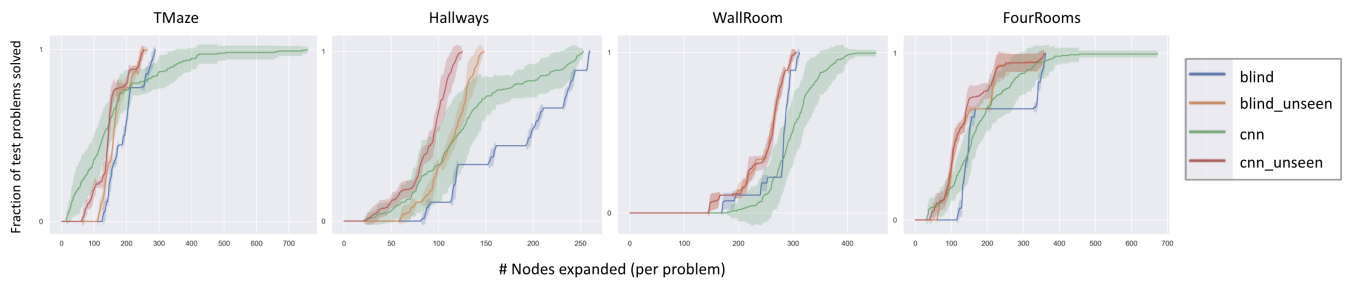 TMaze
Hallways
WallRoom
FourRooms
Fraction of test problems solved
1
0
0 100 200 300 400 500 600 700
1
0
0 50 100 150 200 250
1
0
0 100 200 300 400
1
0
0 100 200 300 400 500 600 700
# Nodes expanded (per problem)
blind
blind_unseen
cnn
cnn_unseen